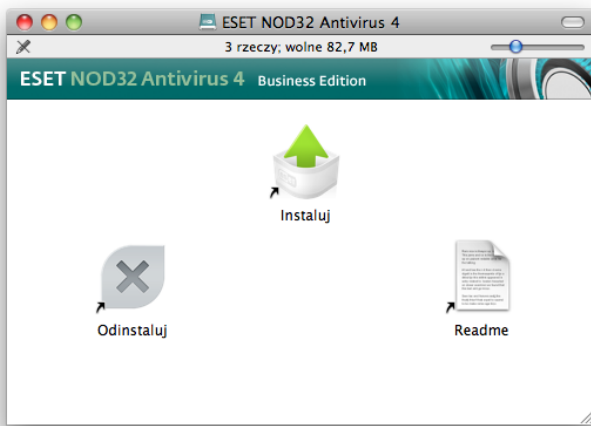 ESET NOD32 Antivirus 4
3 rzeczy; wolne 82,7 MB
ESET NOD32 Antivirus 4 Business Edition
Instaluj
Odinstaluj
Readme